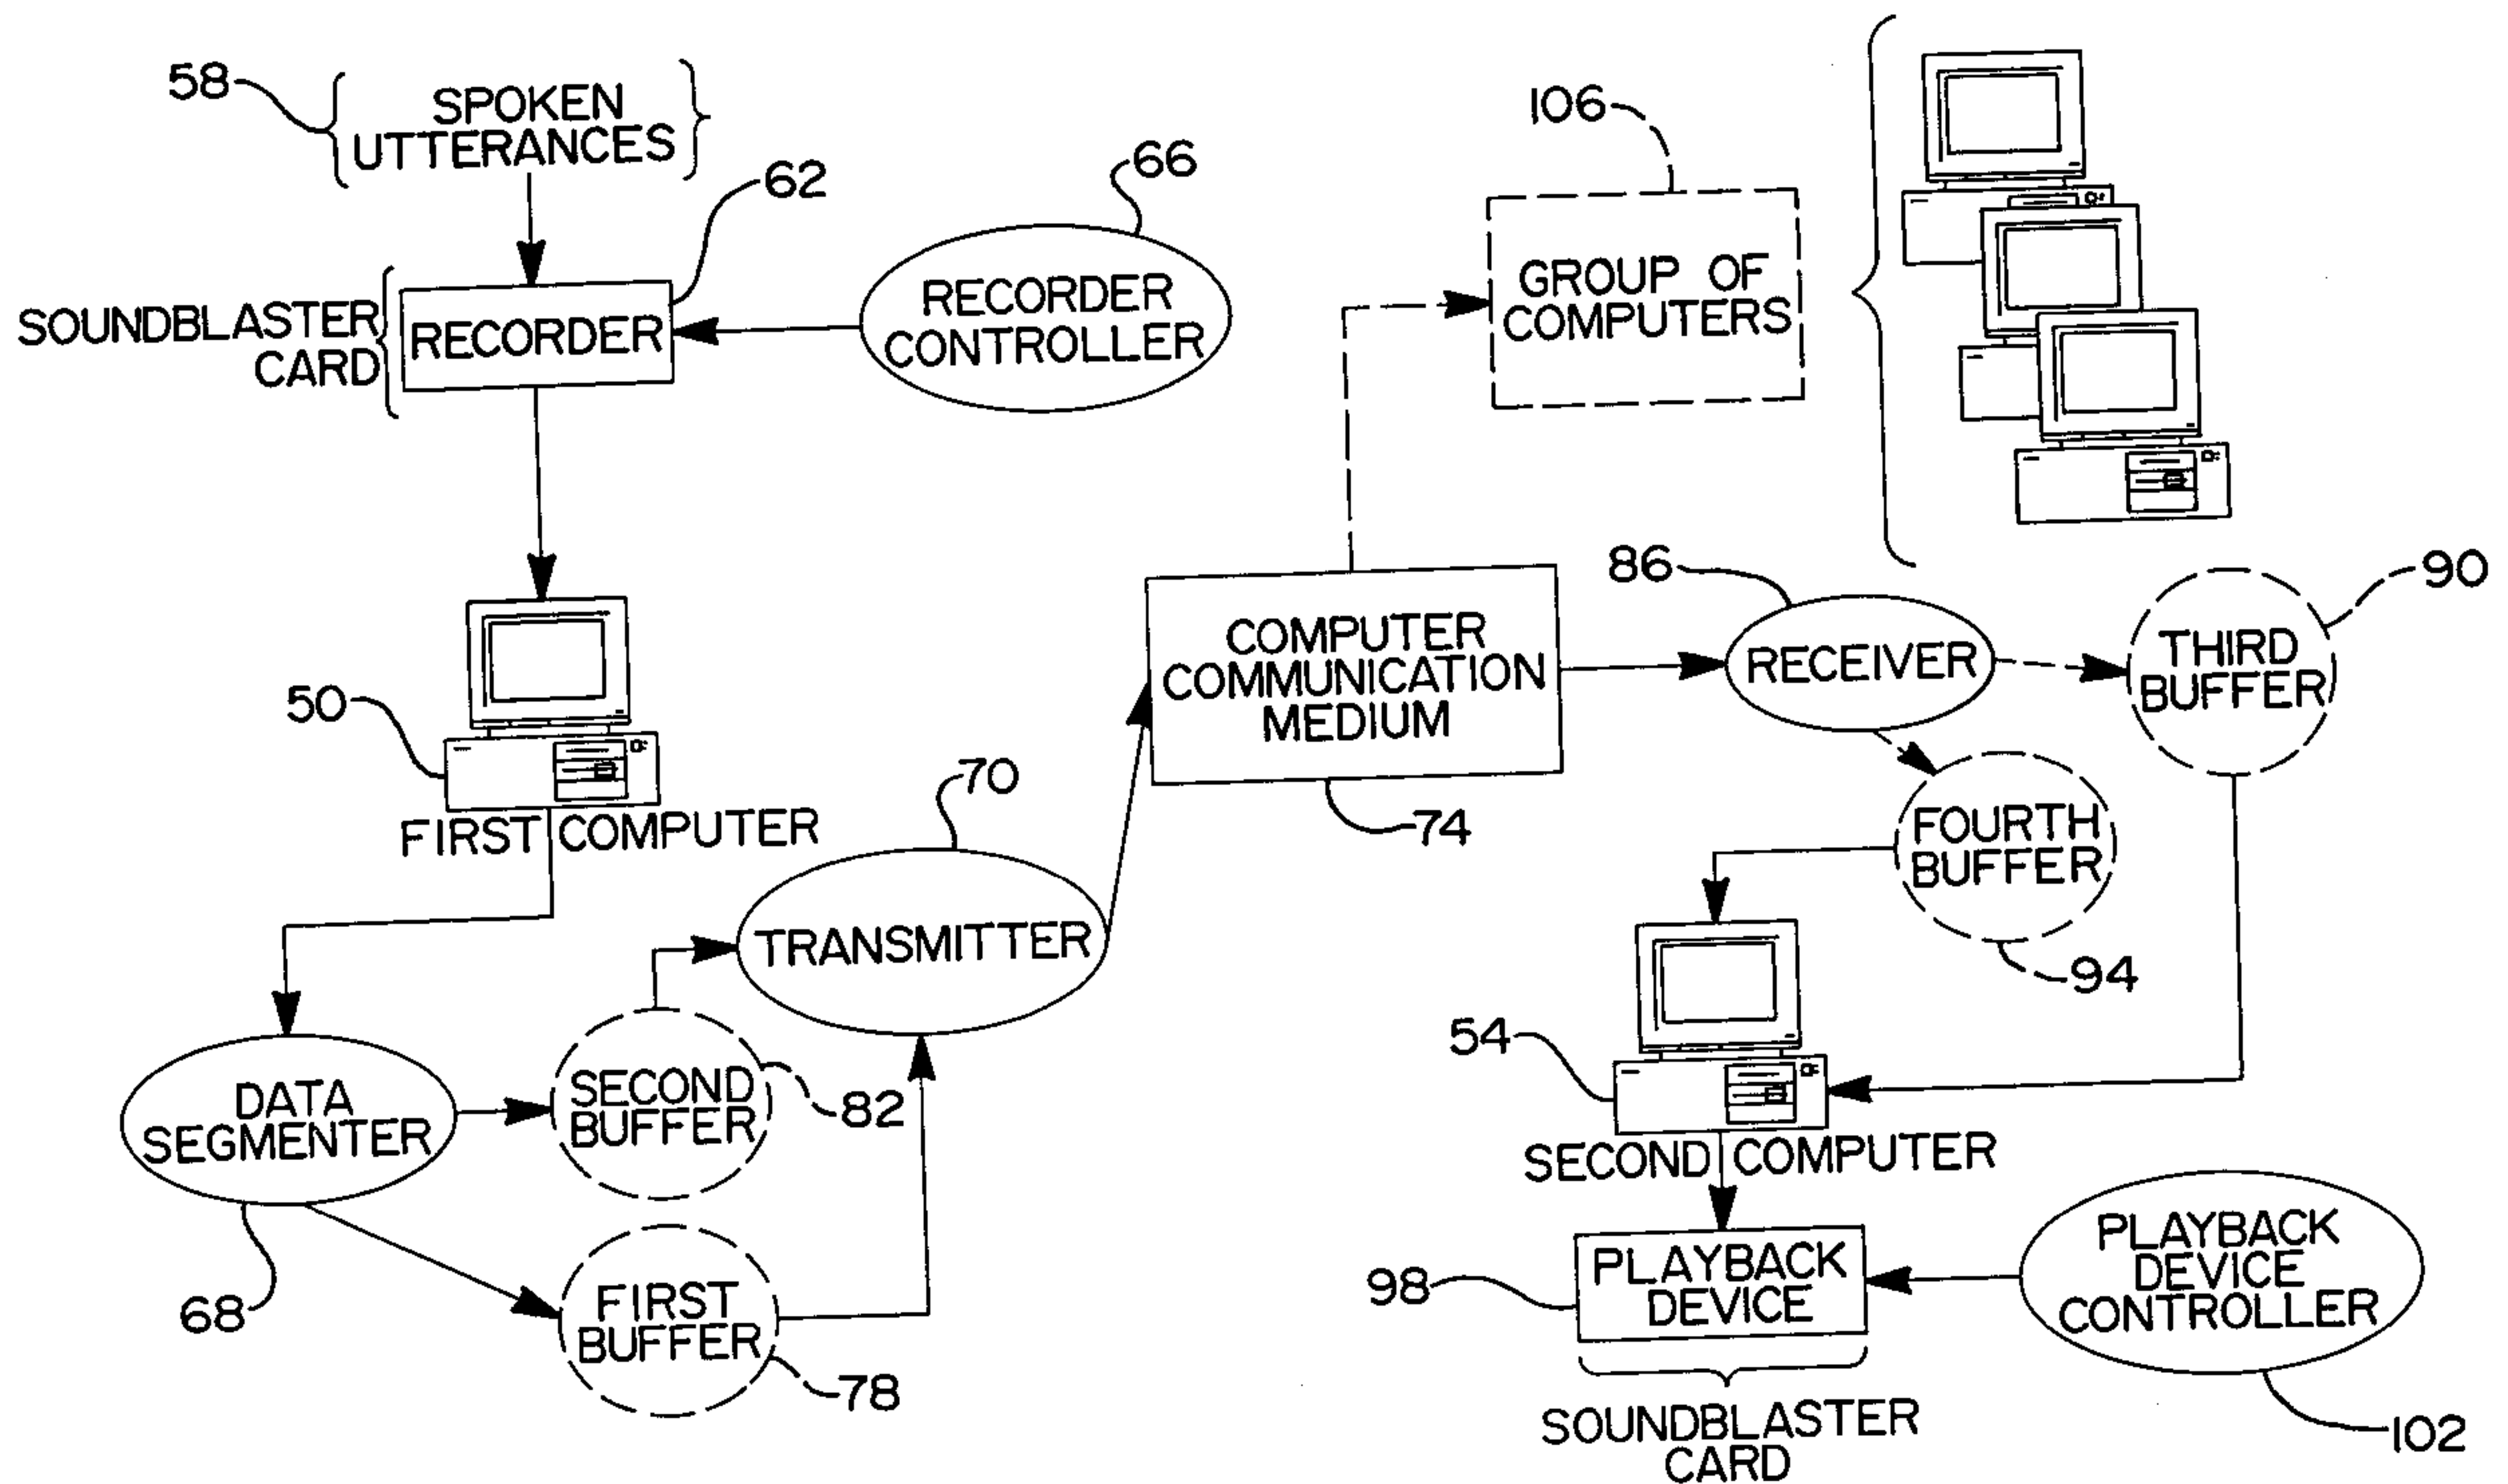 58
SPOKEN
UTTERANCES
62
66
SOUNDBLASTER
CARD
RECORDER
RECORDER
CONTROLLER
106
GROUP OF
COMPUTERS
50
FIRST COMPUTER
COMPUTER
COMMUNICATION
MEDIUM
74
86
RECEIVER
90
THIRD
BUFFER
FOURTH
BUFFER
94
70
TRANSMITTER
DATA
SEGMENTER
68
SECOND
BUFFER
82
FIRST
BUFFER
78
54
SECOND COMPUTER
98
PLAYBACK
DEVICE
SOUNDBLASTER
CARD
PLAYBACK
DEVICE
CONTROLLER
102